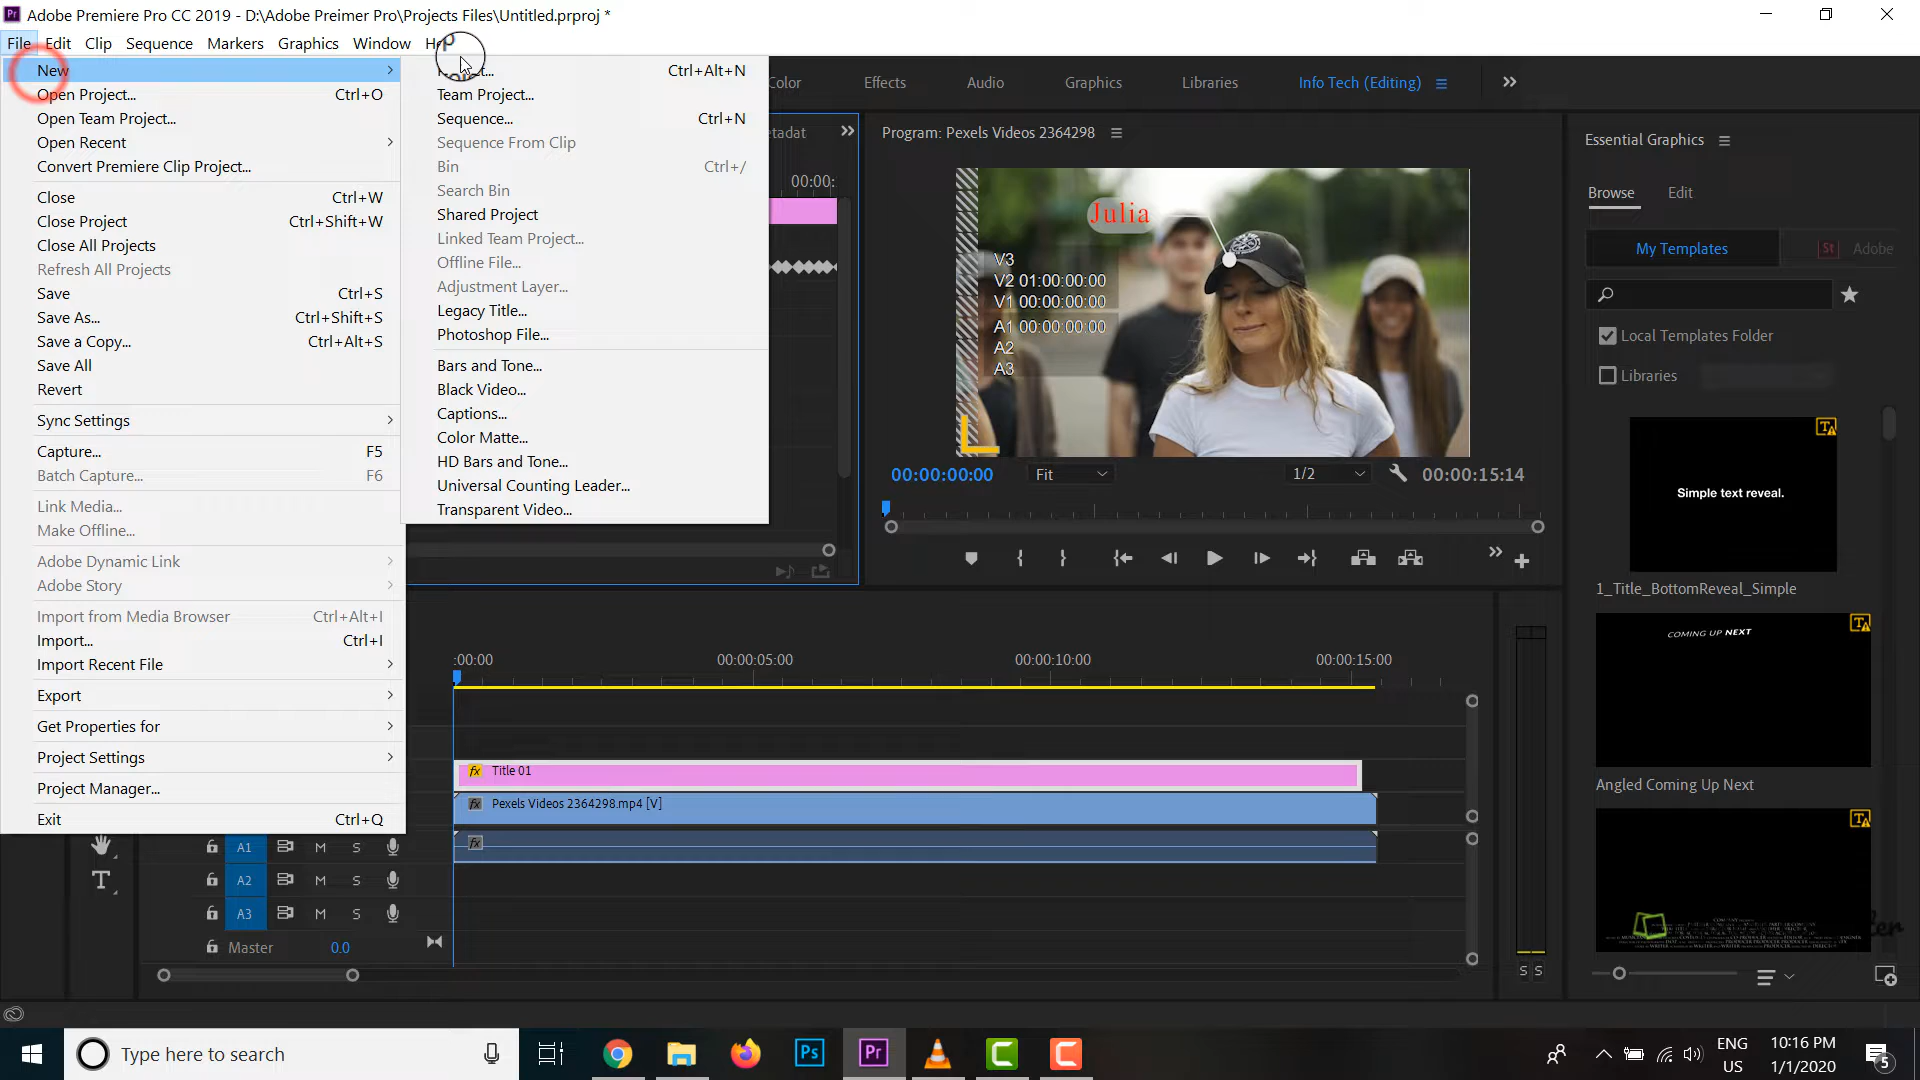 Adobe Premiere Pro CC 2019 - D:\Adobe Preimer Pro\Projects Files\Untitled.prproj *
File Edit Clip Sequence Markers Graphics Window
New
Open Project... Ctrl+O
Open Team Project...
Open Recent
Convert Premiere Clip Project...
Close Ctrl+W
Close Project Ctrl+Shift+W
Close All Projects
Refresh All Projects
Save Ctrl+S
Save As... Ctrl+Shift+S
Save a Copy... Ctrl+Alt+S
Save All
Revert
Sync Settings
Capture... F5
Batch Capture... F6
Link Media...
Make Offline...
Adobe Dynamic Link
Adobe Story
Import from Media Browser Ctrl+Alt+I
Import... Ctrl+I
Import Recent File
Export
Get Properties for
Project Settings
Project Manager...
Exit Ctrl+Q
Ctrl+Alt+N
Team Project...
Sequence... Ctrl+N
Sequence From Clip
Bin Ctrl+/
Search Bin
Shared Project
Linked Team Project...
Offline File...
Adjustment Layer...
Legacy Title...
Photoshop File...
Bars and Tone...
Black Video...
Captions...
Color Matte...
HD Bars and Tone...
Universal Counting Leader...
Transparent Video...
Color Effects Audio Graphics Libraries Info Tech (Editing)
etadat
00:00:
Program: Pexels Videos 2364298
Julia
V3
V2 01:00:00:00
V1 00:00:00:00
A1 00:00:00:00
A2
A3
00:00:00:00 Fit 1/2 00:00:15:14
Essential Graphics
Browse Edit
My Templates St Adobe
Local Templates Folder
Libraries
Simple text reveal.
1_Title_BottomReveal_Simple
COMING UP NEXT
Angled Coming Up Next
:00:00 00:00:05:00 00:00:10:00 00:00:15:00
fx Title 01
fx Pexels Videos 2364298.mp4 [V]
fx
A1 M S
A2 M S
A3 M S
Master 0.0
S S
Type here to search
Ps Pr
ENG
US
10:16 PM
1/1/2020
5